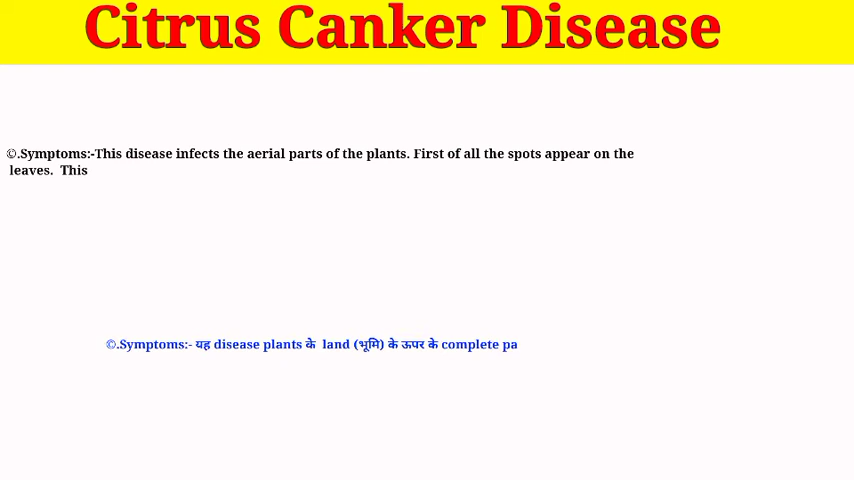 Citrus Canker Disease
©.Symptoms:-This disease infects the aerial parts of the plants. First of all the spots appear on the
leaves. This
©.Symptoms:- यह disease plants के land (भूमि) के ऊपर के complete pa